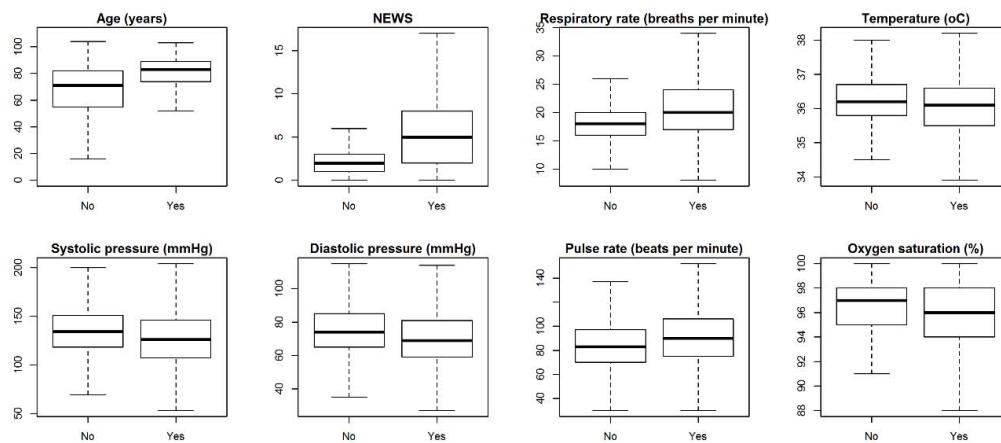 Age (years)
NEWS
Respiratory rate (breaths per minute)
Temperature (oC)
0 20 40 60 80 100
No Yes
0 5 10 15
No Yes
10 15 20 25 30 35
No Yes
34 35 36 37 38
No Yes
Systolic pressure (mmHg)
Diastolic pressure (mmHg)
Pulse rate (beats per minute)
Oxygen saturation (%)
50 100 150 200
No Yes
40 60 80 100
No Yes
40 60 80 100 140
No Yes
88 90 92 94 96 98 100
No Yes